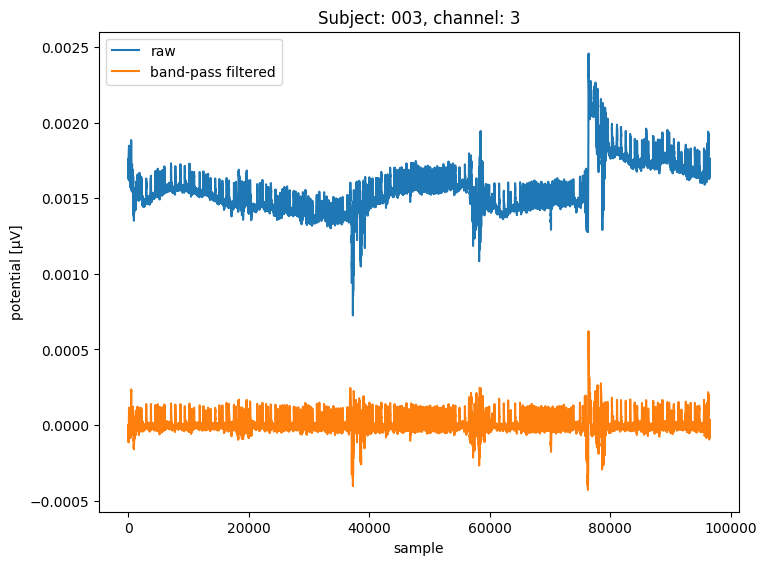 Subject: 003, channel: 3
raw
band-pass filtered
0.0025
0.0020
0.0015
0.0010
0.0005
0.0000
−0.0005
potential [µV]
0
20000
40000
60000
80000
100000
sample